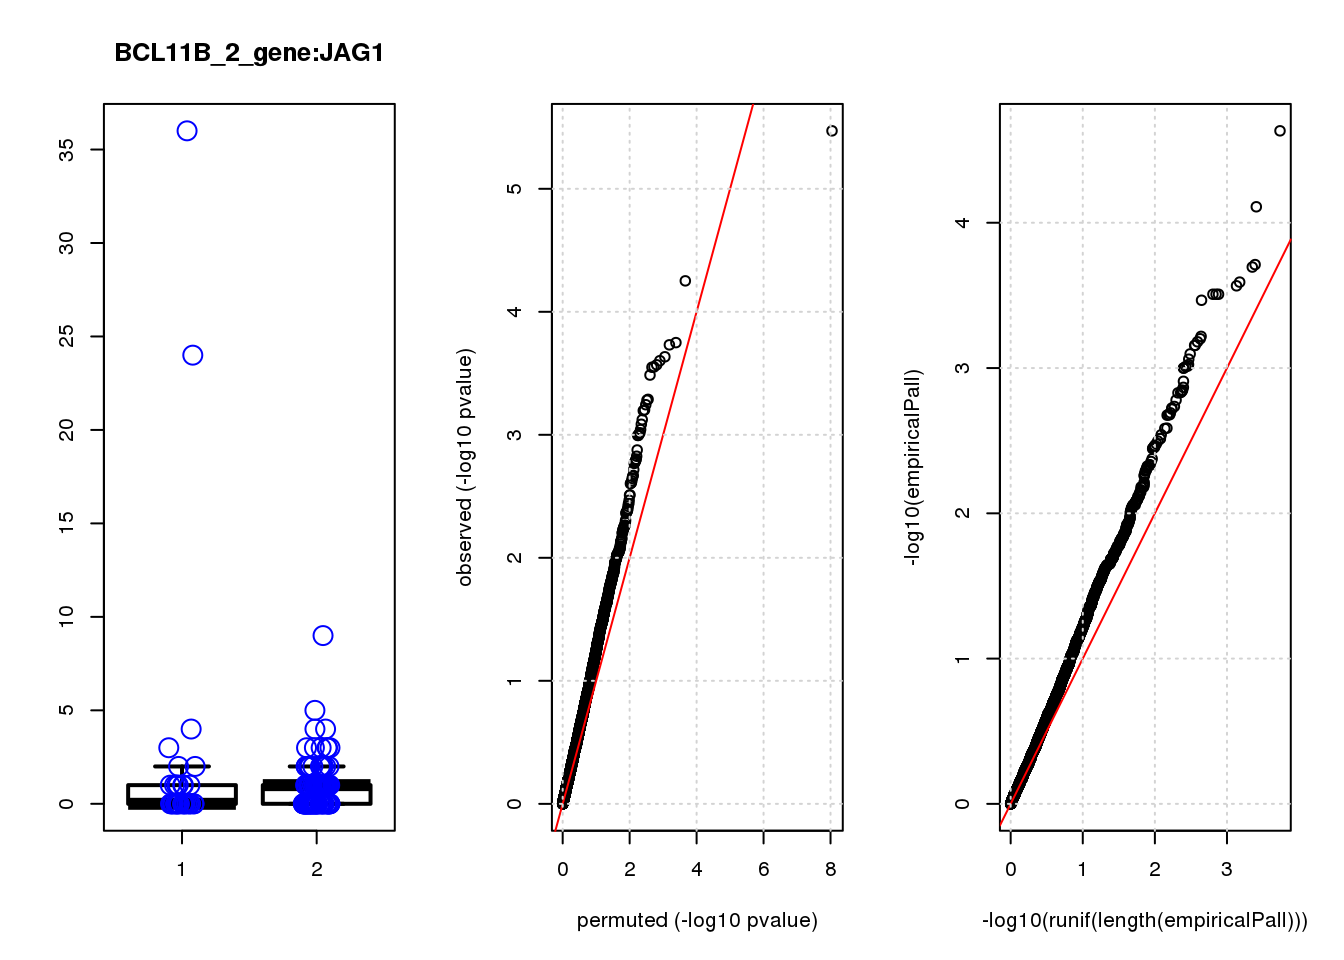 BCL11B_2_gene:JAG1
35
30
25
20
15
10
5
0
1 2
observed (-log10 pvalue)
5
4
3
2
1
0
0 2 4 6 8
permuted (-log10 pvalue)
-log10(empiricalPall)
4
3
2
1
0
0 1 2 3
-log10(runif(length(empiricalPall)))